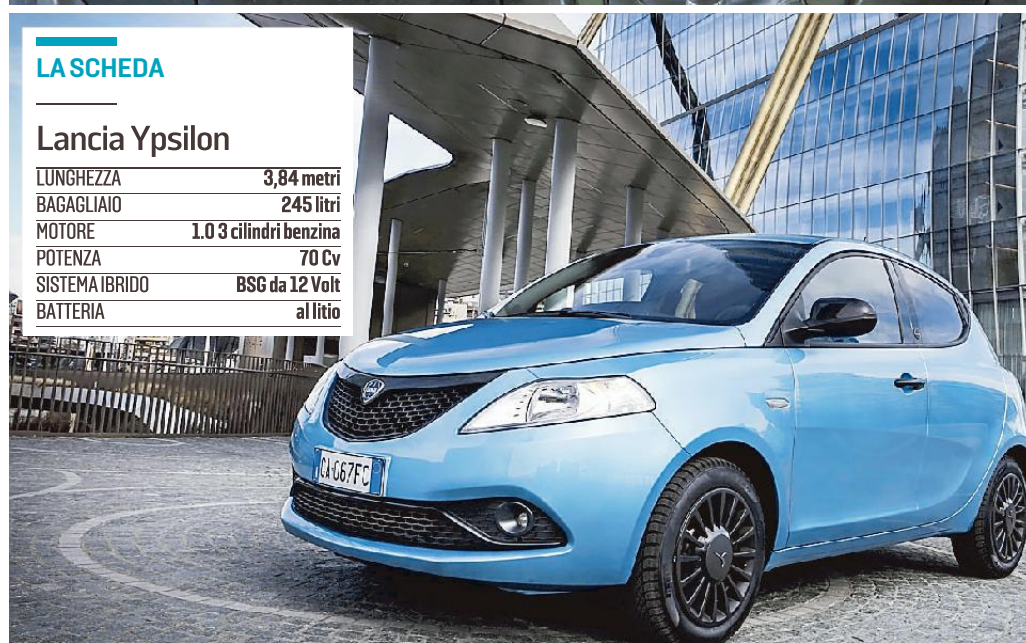 LA SCHEDA
Lancia Ypsilon
LUNGHEZZA 3,84 metri
BAGAGLIAIO 245 litri
MOTORE 1.0 3 cilindri benzina
POTENZA 70 Cv
SISTEMA IBRIDO BSG da 12 Volt
BATTERIA al litio
GA·067FC